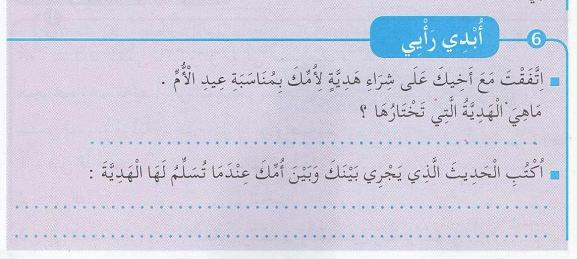 6 أُبْدِي رَأْيِي
اِتَّفَقْتَ مَعَ أَخِيكَ عَلَى شِرَاءِ هَدِيَّةٍ لِأُمِّكَ بِمُنَاسَبَةِ عِيدِ الْأُمِّ .
مَاهِيَ الْهَدِيَّةُ الَّتِي تَخْتَارُهَا ؟
اُكْتُبِ الْحَدِيثَ الَّذِي يَجْرِي بَيْنَكَ وَبَيْنَ أُمِّكَ عِنْدَمَا تُسَلِّمُ لَهَا الْهَدِيَّةَ :